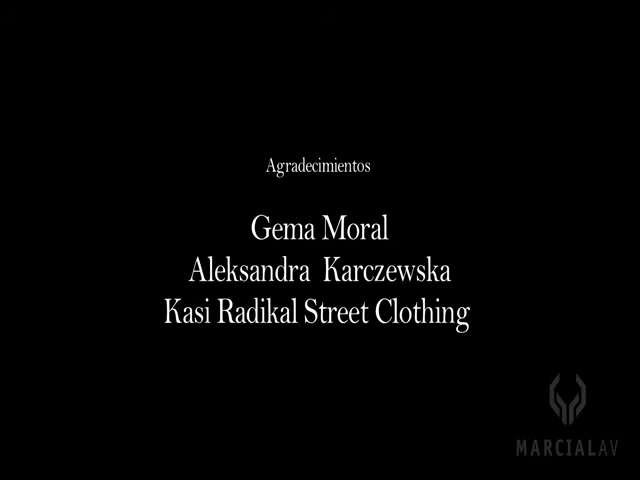 Agradecimientos
Gema Moral
Aleksandra Karczewska
Kasi Radikal Street Clothing
MARCIALAV